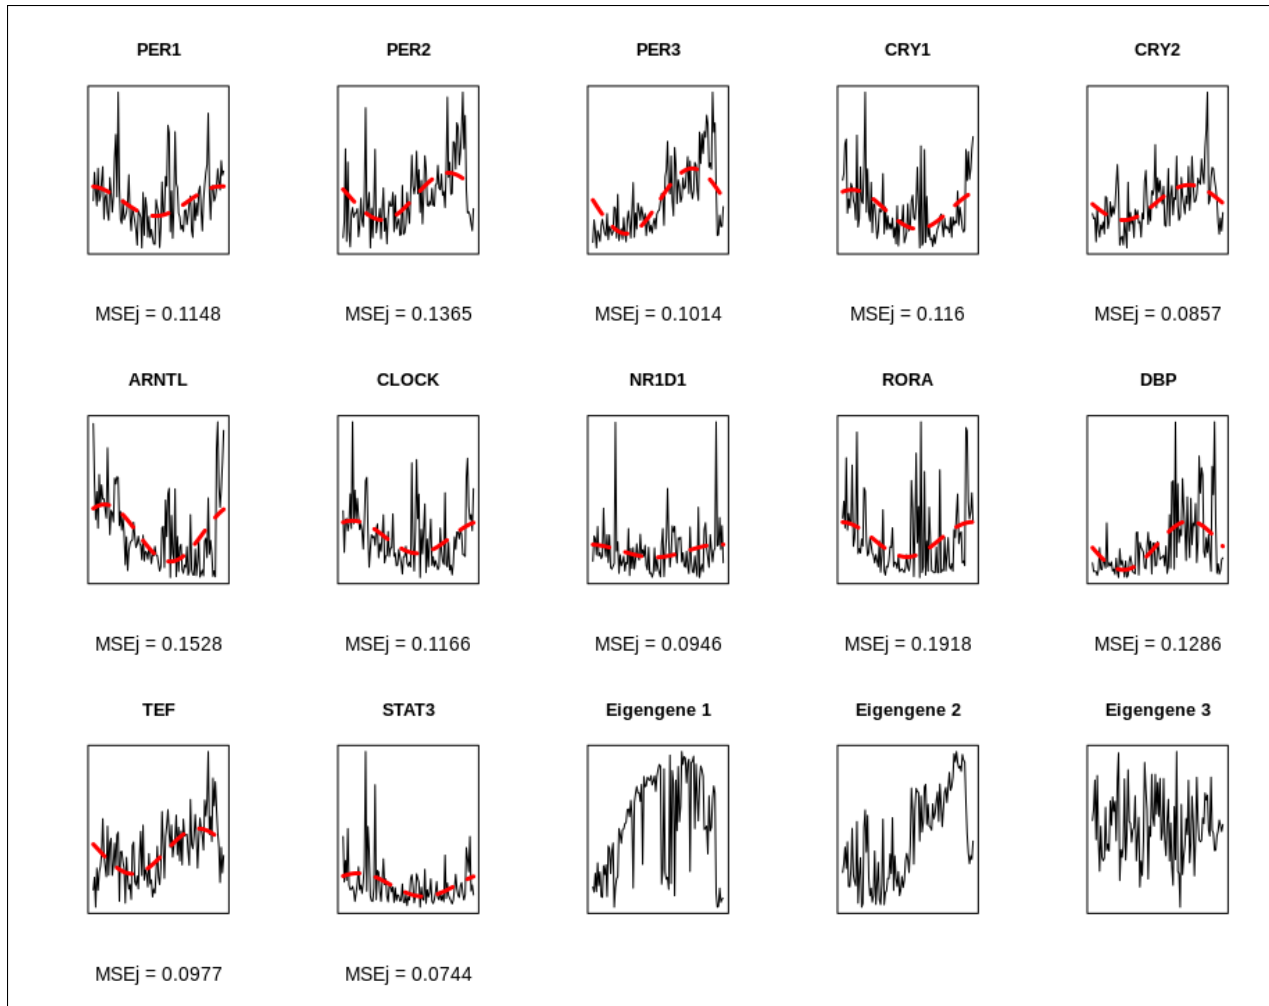 PER1 PER2 PER3 CRY1 CRY2
MSEj = 0.1148 MSEj = 0.1365 MSEj = 0.1014 MSEj = 0.116 MSEj = 0.0857
ARNTL CLOCK NR1D1 RORA DBP
MSEj = 0.1528 MSEj = 0.1166 MSEj = 0.0946 MSEj = 0.1918 MSEj = 0.1286
TEF STAT3 Eigengene 1 Eigengene 2 Eigengene 3
MSEj = 0.0977 MSEj = 0.0744